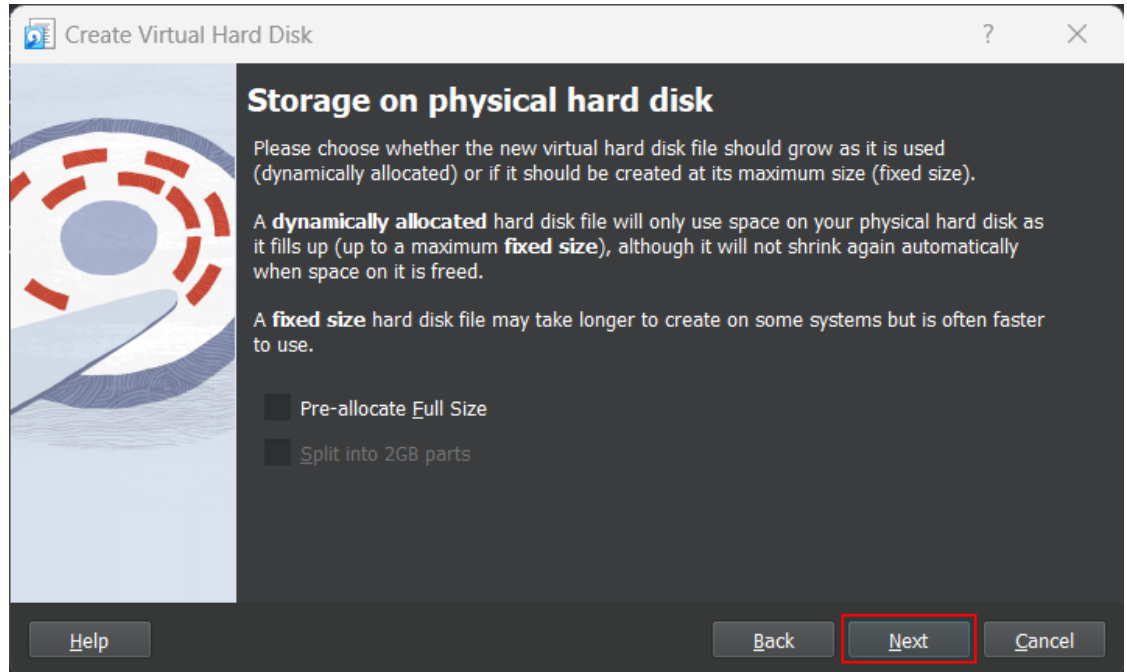 Create Virtual Hard Disk
?
Storage on physical hard disk
Please choose whether the new virtual hard disk file should grow as it is used
(dynamically allocated) or if it should be created at its maximum size (fixed size).
A dynamically allocated hard disk file will only use space on your physical hard disk as
it fills up (up to a maximum fixed size), although it will not shrink again automatically
when space on it is freed.
A fixed size hard disk file may take longer to create on some systems but is often faster
to use.
Pre-allocate Full Size
Split into 2GB parts
Help
Back
Next
Cancel